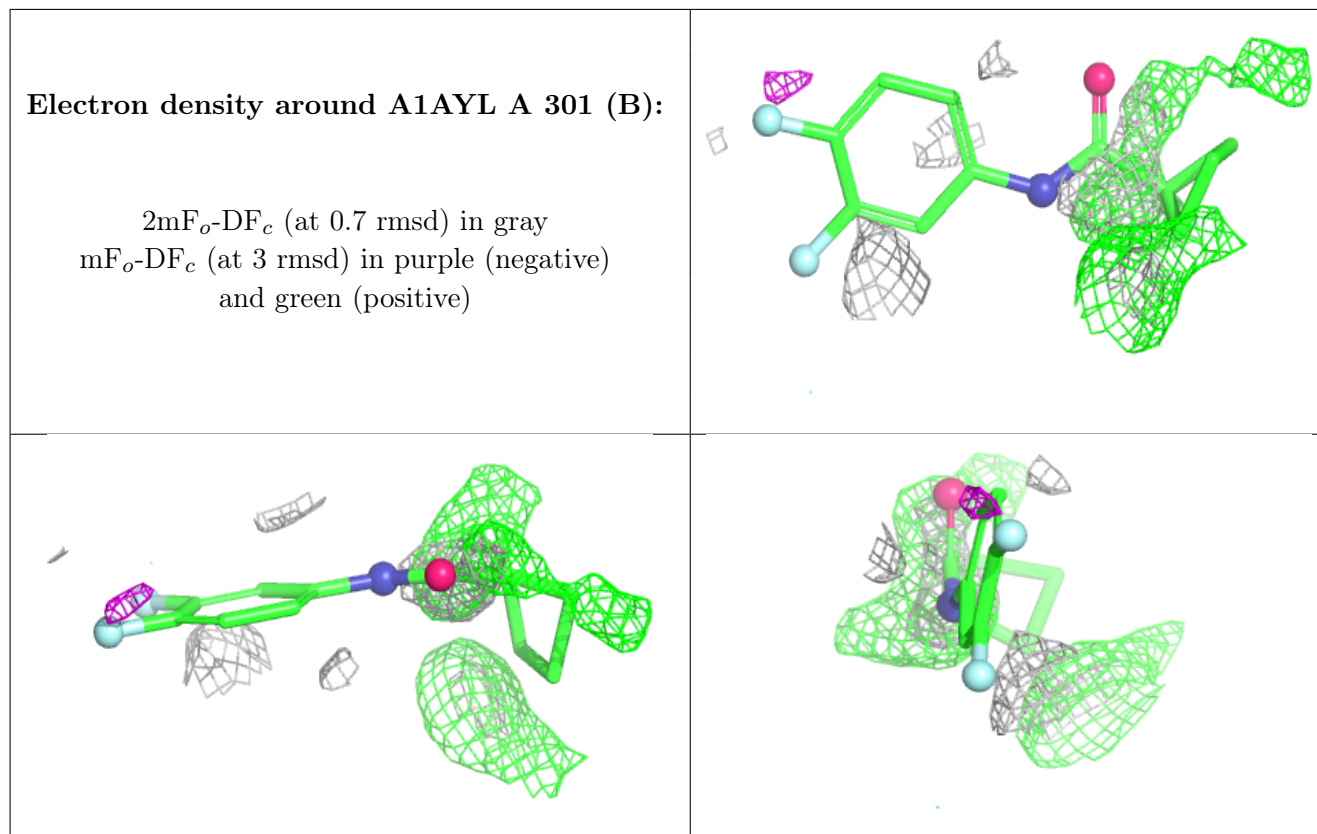 Electron density around A1AYL A 301 (B):
2mFo-DFc (at 0.7 rmsd) in gray
mFo-DFc (at 3 rmsd) in purple (negative)
and green (positive)